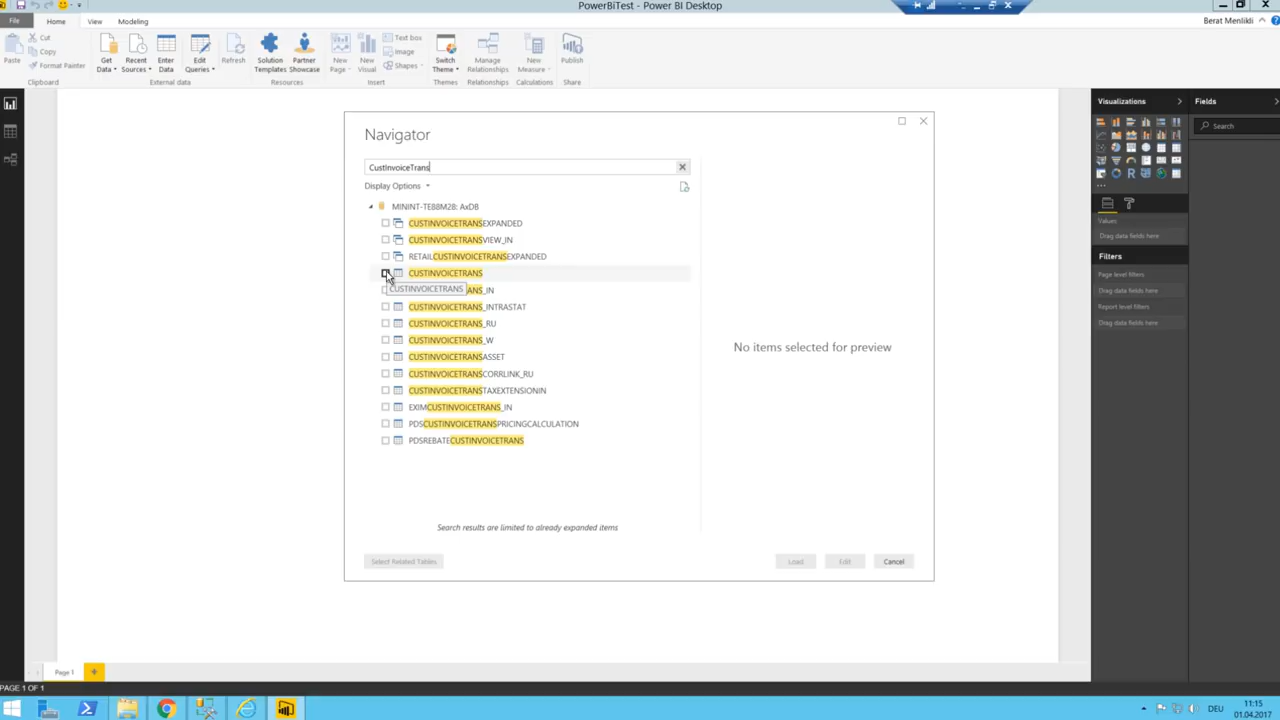 PowerBiTest - Power BI Desktop
File
Home
View
Modeling
Berat Menlikli
Paste
Cut
Copy
Format Painter
Get Data
Recent Sources
Enter Data
Edit Queries
Refresh
Solution Templates
Partner Showcase
New Page
New Visual
Text box
Image
Shapes
Switch Theme
Manage Relationships
New Measure
Publish
Clipboard
External data
Resources
Insert
Themes
Relationships
Calculations
Share
Navigator
CustInvoiceTrans
Display Options
MININT-TE88M28: AxDB
CUSTINVOICETRANSEXPANDED
CUSTINVOICETRANSVIEW_IN
RETAILCUSTINVOICETRANSEXPANDED
CUSTINVOICETRANS
CUSTINVOICETRANS
ANS_IN
CUSTINVOICETRANS_INTRASTAT
CUSTINVOICETRANS_RU
CUSTINVOICETRANS_W
CUSTINVOICETRANSASSET
CUSTINVOICETRANSCORRLINK_RU
CUSTINVOICETRANSTAXEXTENSIONIN
EXIMCUSTINVOICETRANS_IN
PDSCUSTINVOICETRANSPRICINGCALCULATION
PDSREBATECUSTINVOICETRANS
Search results are limited to already expanded items
No items selected for preview
Select Related Tables
Load
Edit
Cancel
Visualizations
Values
Drag data fields here
Filters
Page level filters
Drag data fields here
Report level filters
Drag data fields here
Fields
Search
Page 1
PAGE 1 OF 1
DEU
11:15
01.04.2017